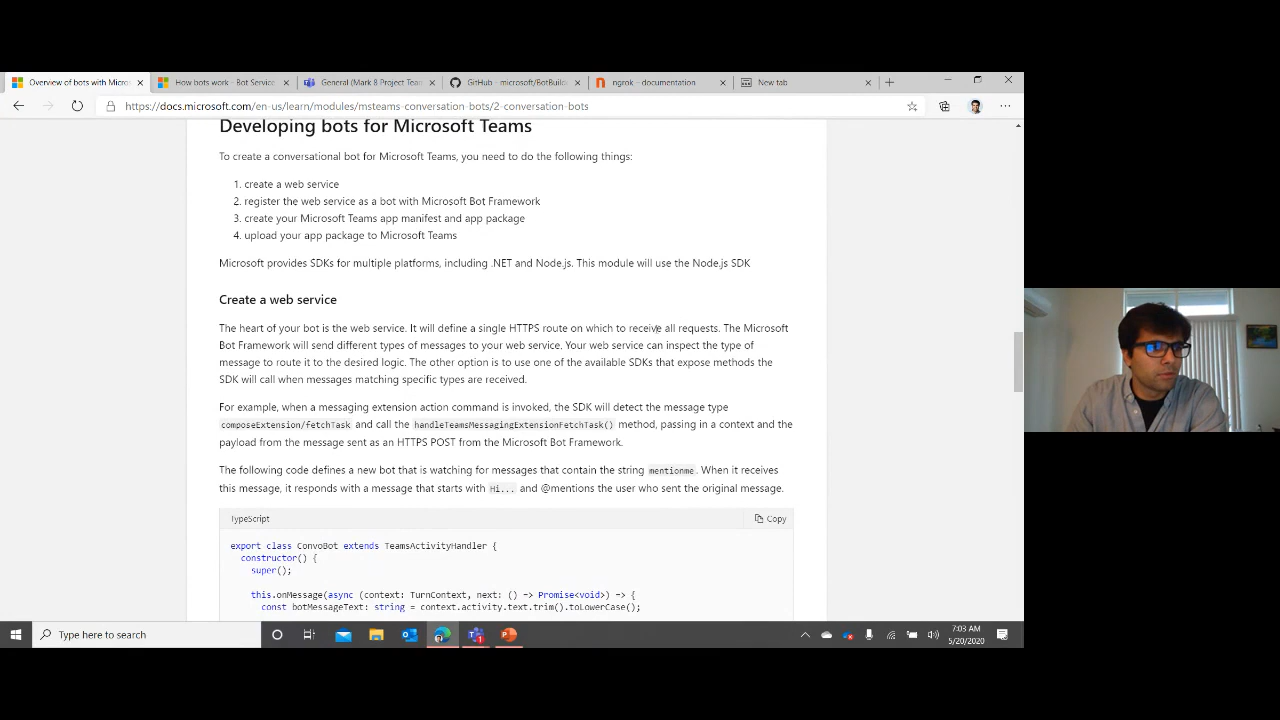 Overview of bots with Micros
How bots work - Bot Service
General (Mark 8 Project Team
GitHub - microsoft/BotBuild
ngrok - documentation
New tab
https://docs.microsoft.com/en-us/learn/modules/msteams-conversation-bots/2-conversation-bots
Developing bots for Microsoft Teams
To create a conversational bot for Microsoft Teams, you need to do the following things:
1. create a web service
2. register the web service as a bot with Microsoft Bot Framework
3. create your Microsoft Teams app manifest and app package
4. upload your app package to Microsoft Teams
Microsoft provides SDKs for multiple platforms, including .NET and Node.js. This module will use the Node.js SDK
Create a web service
The heart of your bot is the web service. It will define a single HTTPS route on which to receive all requests. The Microsoft
Bot Framework will send different types of messages to your web service. Your web service can inspect the type of
message to route it to the desired logic. The other option is to use one of the available SDKs that expose methods the
SDK will call when messages matching specific types are received.
For example, when a messaging extension action command is invoked, the SDK will detect the message type
composeExtension/fetchTask and call the handleTeamsMessagingExtensionFetchTask() method, passing in a context and the
payload from the message sent as an HTTPS POST from the Microsoft Bot Framework.
The following code defines a new bot that is watching for messages that contain the string mentionme. When it receives
this message, it responds with a message that starts with Hi... and @mentions the user who sent the original message.
TypeScript
Copy
export class ConvoBot extends TeamsActivityHandler {
constructor() {
super();
this.onMessage(async (context: TurnContext, next: () => Promise<void>) => {
const botMessageText: string = context.activity.text.trim().toLowerCase();
Type here to search
7:03 AM
5/20/2020